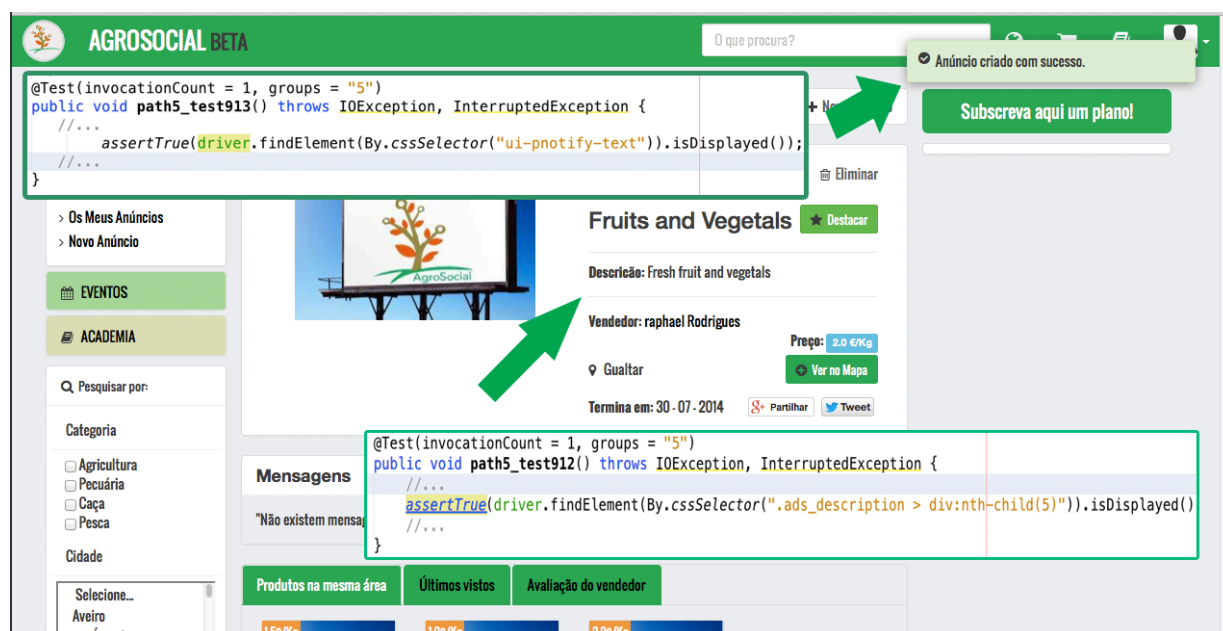 AGROSOCIAL BETA
O que procura?
Anúncio criado com sucesso.
@Test(invocationCount = 1, groups = "5")
public void path5_test913() throws IOException, InterruptedException {
//...
assertTrue(driver.findElement(By.cssSelector("ui-pnotify-text")).isDisplayed());
//...
}
Subscreva aqui um plano!
Eliminar
> Os Meus Anúncios
> Novo Anúncio
EVENTOS
ACADEMIA
Pesquisar por:
Categoria
Agricultura
Pecuária
Caça
Pesca
Cidade
Selecione...
Aveiro
AgroSocial
Fruits and Vegetals
Destacar
Descricão: Fresh fruit and vegetals
Vendedor: raphael Rodrigues
Preço: 2.0 €/Kg
Gualtar
Ver no Mapa
Termina em: 30 - 07 - 2014
Partilhar
Tweet
@Test(invocationCount = 1, groups = "5")
public void path5_test912() throws IOException, InterruptedException {
//...
assertTrue(driver.findElement(By.cssSelector(".ads_description > div:nth-child(5)")).isDisplayed()
//...
}
Mensagens
"Não existem
Produtos na mesma área
Últimos vistos
Avaliação do vendedor